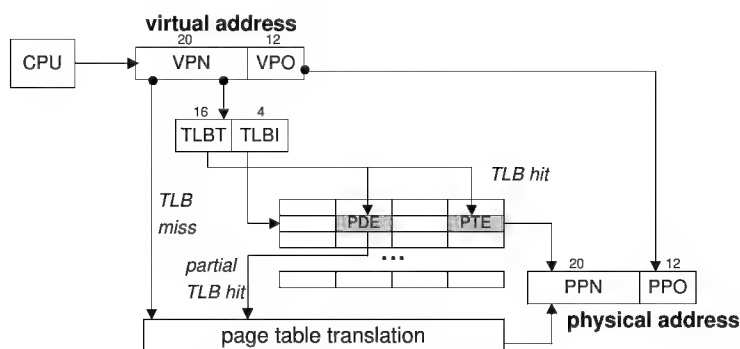 virtual address
20 12
CPU VPN VPO
16 4
TLBT TLBI
TLB hit
TLB
miss
PDE PTE
partial
TLB hit
...
20 12
PPN PPO
physical address
page table translation